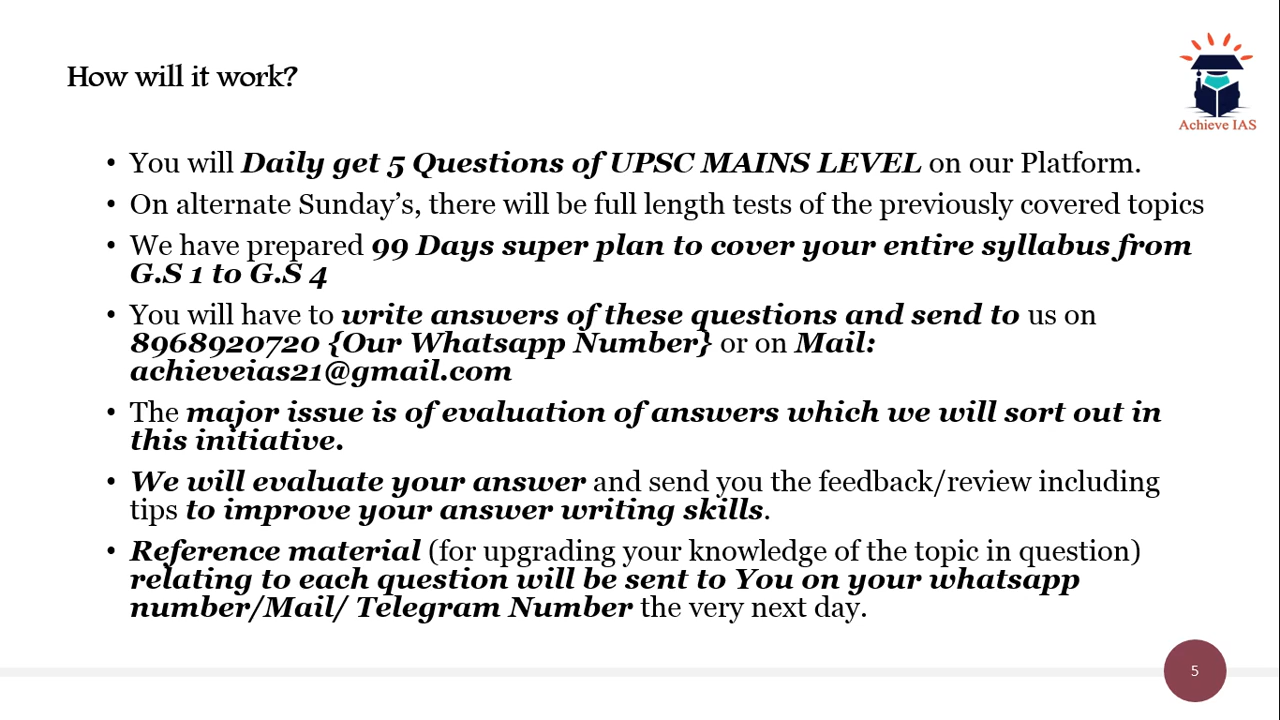 How will it work?
Achieve IAS
• You will Daily get 5 Questions of UPSC MAINS LEVEL on our Platform.
• On alternate Sunday’s, there will be full length tests of the previously covered topics
• We have prepared 99 Days super plan to cover your entire syllabus from
G.S 1 to G.S 4
• You will have to write answers of these questions and send to us on
8968920720 {Our Whatsapp Number} or on Mail:
achieveias21@gmail.com
• The major issue is of evaluation of answers which we will sort out in
this initiative.
• We will evaluate your answer and send you the feedback/review including
tips to improve your answer writing skills.
• Reference material (for upgrading your knowledge of the topic in question)
relating to each question will be sent to You on your whatsapp
number/Mail/ Telegram Number the very next day.
5